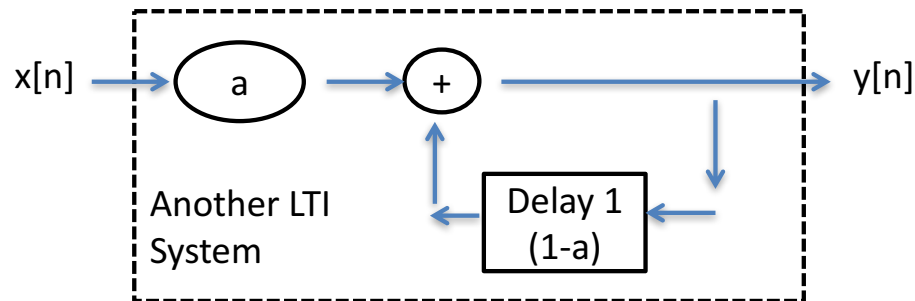 x[n]
a
+
y[n]
Another LTI
System
Delay 1
(1-a)